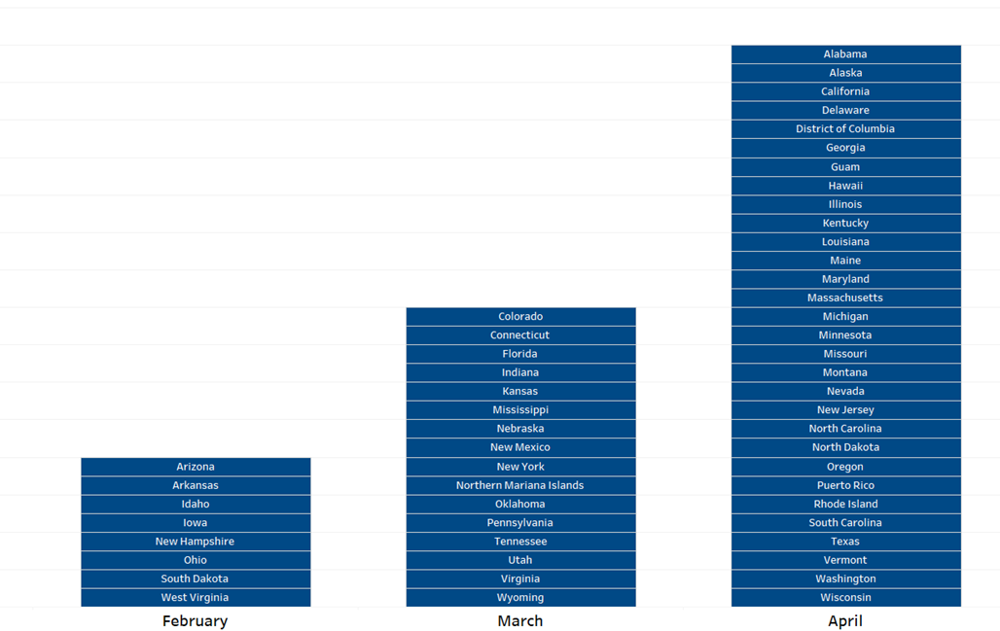 Alabama
Alaska
California
Delaware
District of Columbia
Georgia
Guam
Hawaii
Illinois
Kentucky
Louisiana
Maine
Maryland
Massachusetts
Colorado Michigan
Connecticut Minnesota
Florida Missouri
Indiana Montana
Kansas Nevada
Mississippi New Jersey
Nebraska North Carolina
New Mexico North Dakota
Arizona New York Oregon
Arkansas Northern Mariana Islands Puerto Rico
Idaho Oklahoma Rhode Island
Iowa Pennsylvania South Carolina
New Hampshire Tennessee Texas
Ohio Utah Vermont
South Dakota Virginia Washington
West Virginia Wyoming Wisconsin
February March April